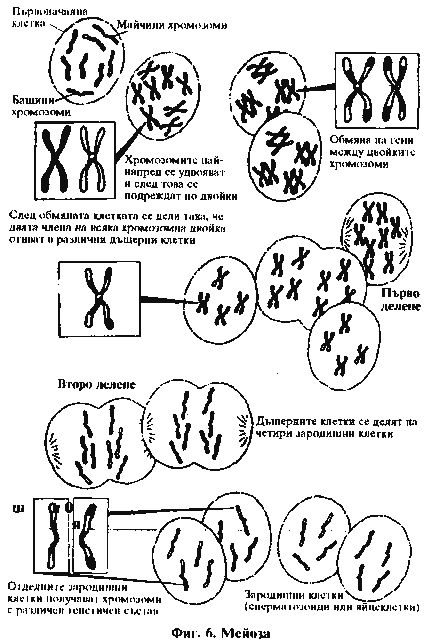 Първоначална
клетка
Майчини хромозоми
Бащини
хромозоми
Хромозомите най-
напред се удвояват
и след това се
подреждат по двойки
Обмяна на гени
между двойките
хромозоми
След обмяната клетката се дели така, че
двата члена на всяка хромозомна двойка
отиват в различни дъщерни клетки
Първо
делене
Второ делене
Дъщерните клетки се делят на
четири зародишни клетки
Отделните зародишни
клетки получават хромозоми
с различен генетичен състав
Зародишни клетки
(сперматозоиди или яйцеклетки)
Фиг. 6. Мейоза